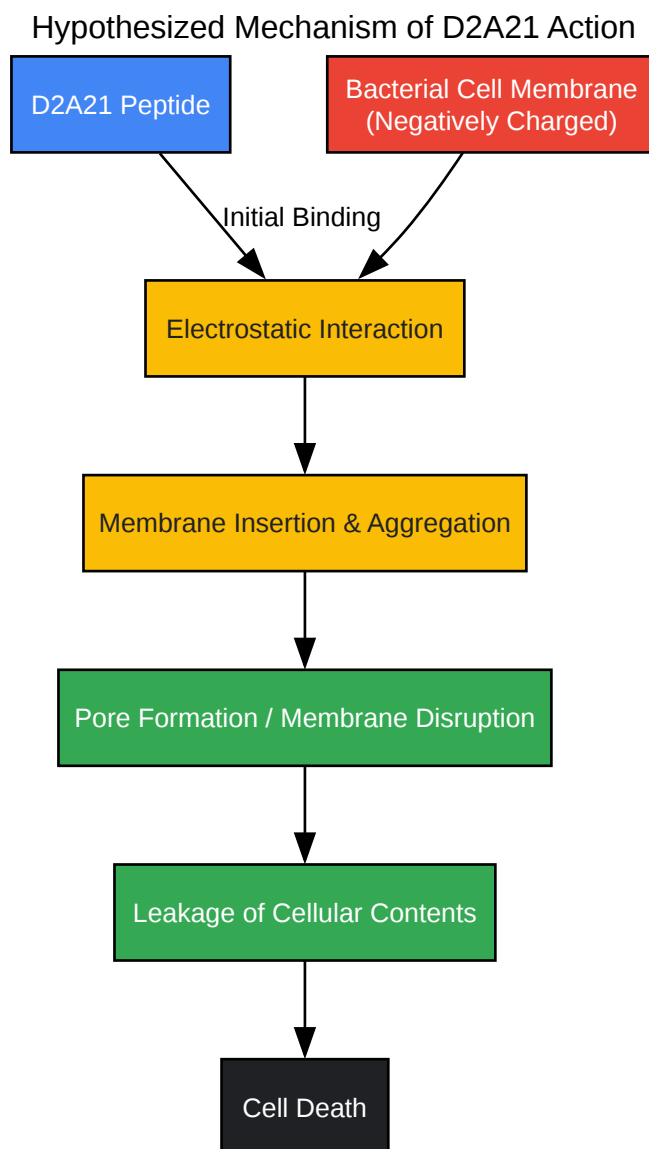 Hypothesized Mechanism of D2A21 Action
D2A21 Peptide
Bacterial Cell Membrane
(Negatively Charged)
Initial Binding
Electrostatic Interaction
Membrane Insertion & Aggregation
Pore Formation / Membrane Disruption
Leakage of Cellular Contents
Cell Death